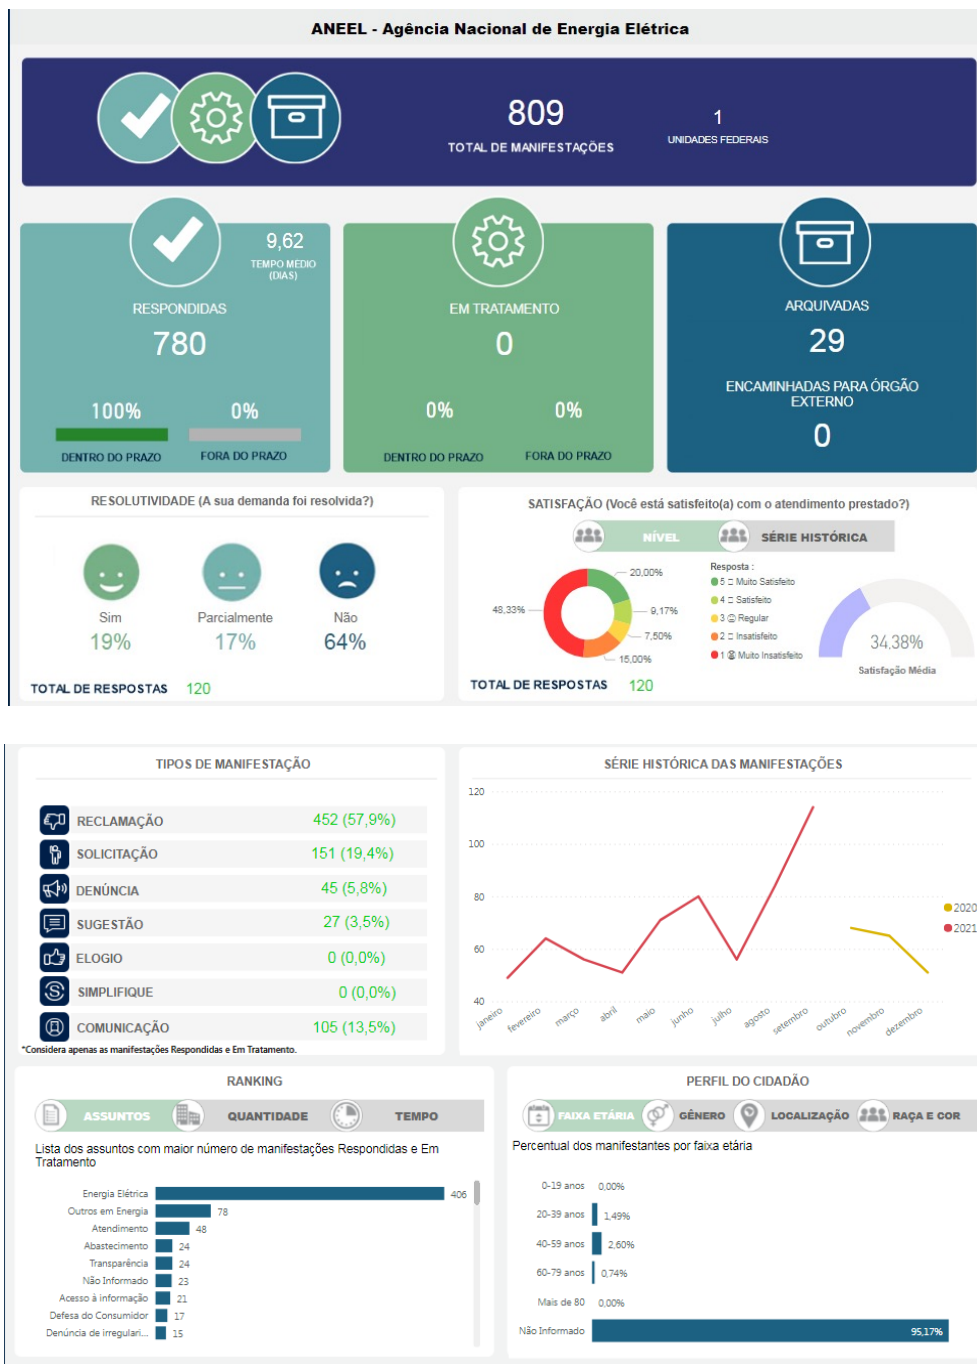 ANEEL - Agência Nacional de Energia Elétrica
809
TOTAL DE MANIFESTAÇÕES
1
UNIDADES FEDERAIS
9,62
TEMPO MÉDIO
(DIAS)
RESPONDIDAS
780
100%
0%
DENTRO DO PRAZO
FORA DO PRAZO
EM TRATAMENTO
0
0%
0%
DENTRO DO PRAZO
FORA DO PRAZO
ARQUIVADAS
29
ENCAMINHADAS PARA ÓRGÃO
EXTERNO
0
RESOLUTIVIDADE (A sua demanda foi resolvida?)
Sim
19%
Parcialmente
17%
Não
64%
TOTAL DE RESPOSTAS 120
SATISFAÇÃO (Você está satisfeito(a) com o atendimento prestado?)
NÍVEL
SÉRIE HISTÓRICA
20,00%
9,17%
7,50%
15,00%
48,33%
Resposta :
5 □ Muito Satisfeito
4 □ Satisfeito
3 😐 Regular
2 □ Insatisfeito
1 😠 Muito Insatisfeito
34,38%
Satisfação Média
TOTAL DE RESPOSTAS 120
TIPOS DE MANIFESTAÇÃO
RECLAMAÇÃO 452 (57,9%)
SOLICITAÇÃO 151 (19,4%)
DENÚNCIA 45 (5,8%)
SUGESTÃO 27 (3,5%)
ELOGIO 0 (0,0%)
SIMPLIFIQUE 0 (0,0%)
COMUNICAÇÃO 105 (13,5%)
*Considera apenas as manifestações Respondidas e Em Tratamento.
SÉRIE HISTÓRICA DAS MANIFESTAÇÕES
120
100
80
60
40
janeiro
fevereiro
março
abril
maio
junho
julho
agosto
setembro
outubro
novembro
dezembro
2020
2021
RANKING
ASSUNTOS
QUANTIDADE
TEMPO
Lista dos assuntos com maior número de manifestações Respondidas e Em
Tratamento
Energia Elétrica 406
Outros em Energia 78
Atendimento 48
Abastecimento 24
Transparência 24
Não Informado 23
Acesso à informação 21
Defesa do Consumidor 17
Denúncia de irregulari... 15
PERFIL DO CIDADÃO
FAIXA ETÁRIA
GÊNERO
LOCALIZAÇÃO
RAÇA E COR
Percentual dos manifestantes por faixa etária
0-19 anos 0,00%
20-39 anos 1,49%
40-59 anos 2,60%
60-79 anos 0,74%
Mais de 80 0,00%
Não Informado 95,17%